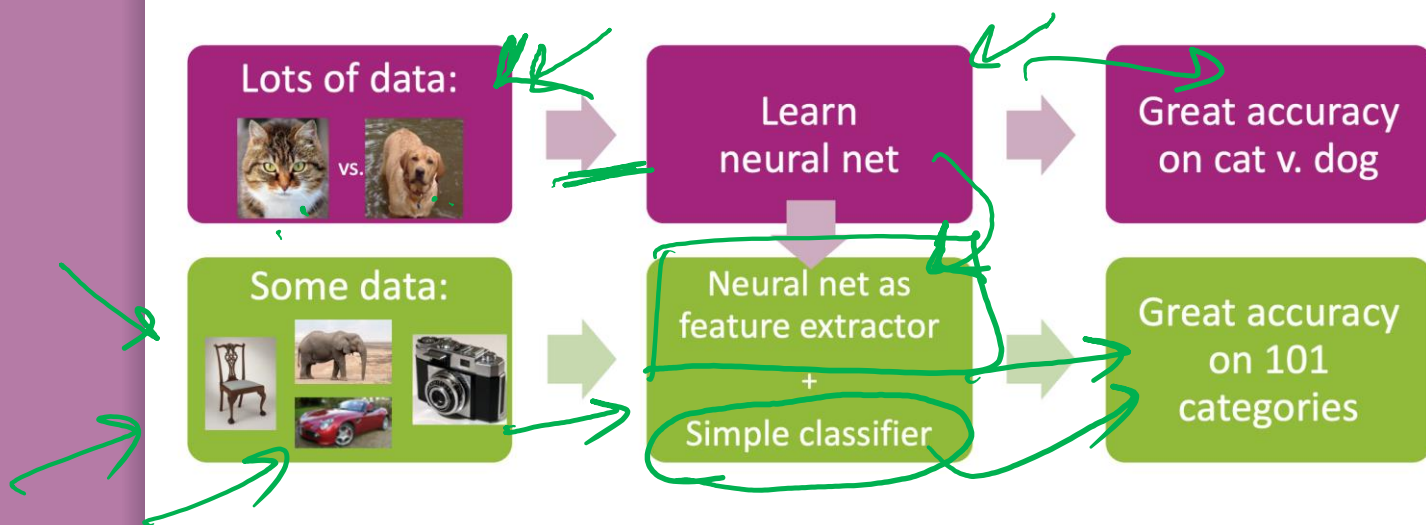 Lots of data:
vs.
Learn
neural net
Great accuracy
on cat v. dog
Some data:
Neural net as
feature extractor
+
Simple classifier
Great accuracy
on 101
categories